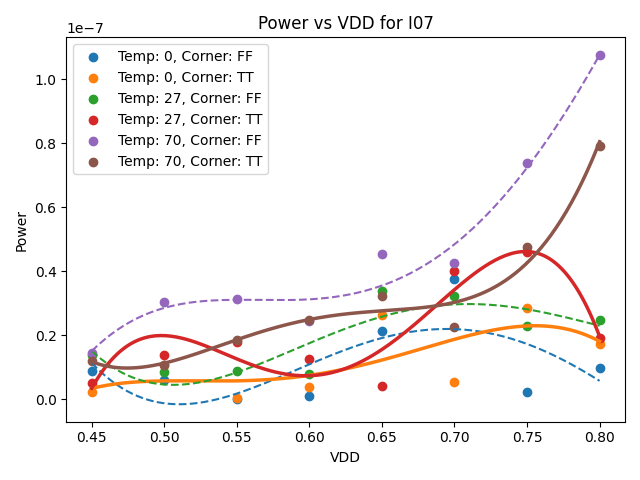 Power vs VDD for I07
1e−7
Temp: 0, Corner: FF
Temp: 0, Corner: TT
Temp: 27, Corner: FF
Temp: 27, Corner: TT
Temp: 70, Corner: FF
Temp: 70, Corner: TT
1.0
0.8
0.6
0.4
0.2
0.0
Power
0.45 0.50 0.55 0.60 0.65 0.70 0.75 0.80
VDD